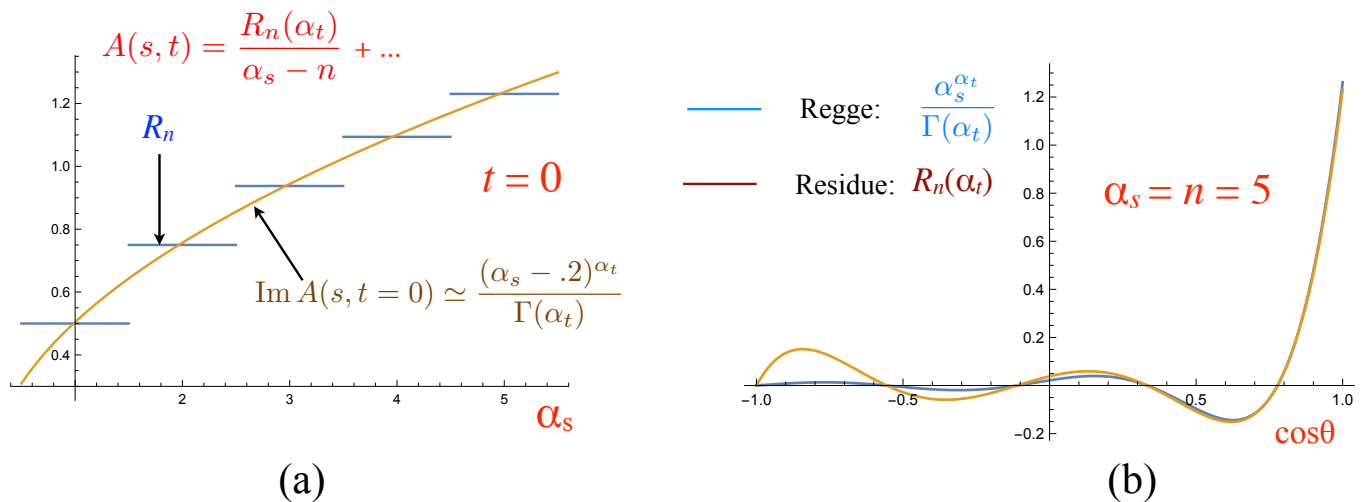 A(s, t) = R_n(α_t) / (α_s − n) + ...
1.2
1.0
0.8
0.6
0.4
2
3
4
5
R_n
t = 0
Im A(s, t = 0) ≃ (α_s − .2)^{α_t} / Γ(α_t)
α_s
(a)
Regge: α_s^{α_t} / Γ(α_t)
Residue: R_n(α_t)
α_s = n = 5
1.2
1.0
0.8
0.6
0.4
0.2
−0.2
−1.0
−0.5
0.5
1.0
cosθ
(b)